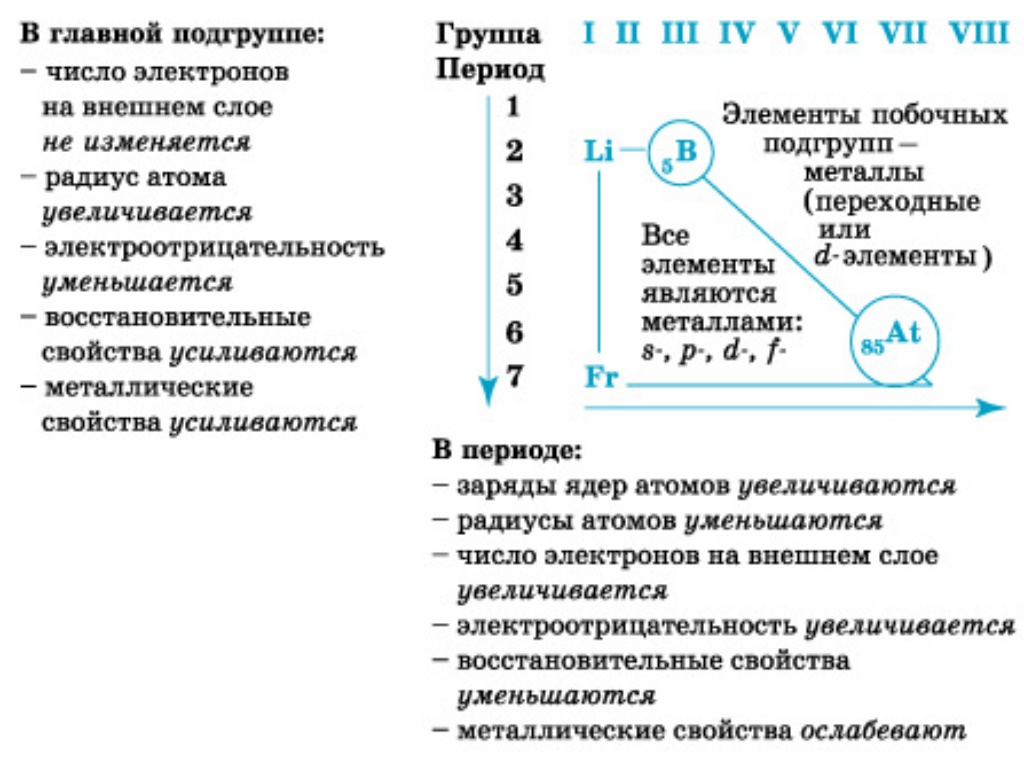 В главной подгруппе:
– число электронов
на внешнем слое
не изменяется
– радиус атома
увеличивается
– электроотрицательность
уменьшается
– восстановительные
свойства усиливаются
– металлические
свойства усиливаются
Группа I II III IV V VI VII VIII
Период
1
2
3
4
5
6
7
Li
5B
Элементы побочных
подгрупп –
металлы
(переходные
или
d-элементы)
Все
элементы
являются
металлами:
s-, p-, d-, f-
85At
Fr
В периоде:
– заряды ядер атомов увеличиваются
– радиусы атомов уменьшаются
– число электронов на внешнем слое
увеличивается
– электроотрицательность увеличивается
– восстановительные свойства
уменьшаются
– металлические свойства ослабевают